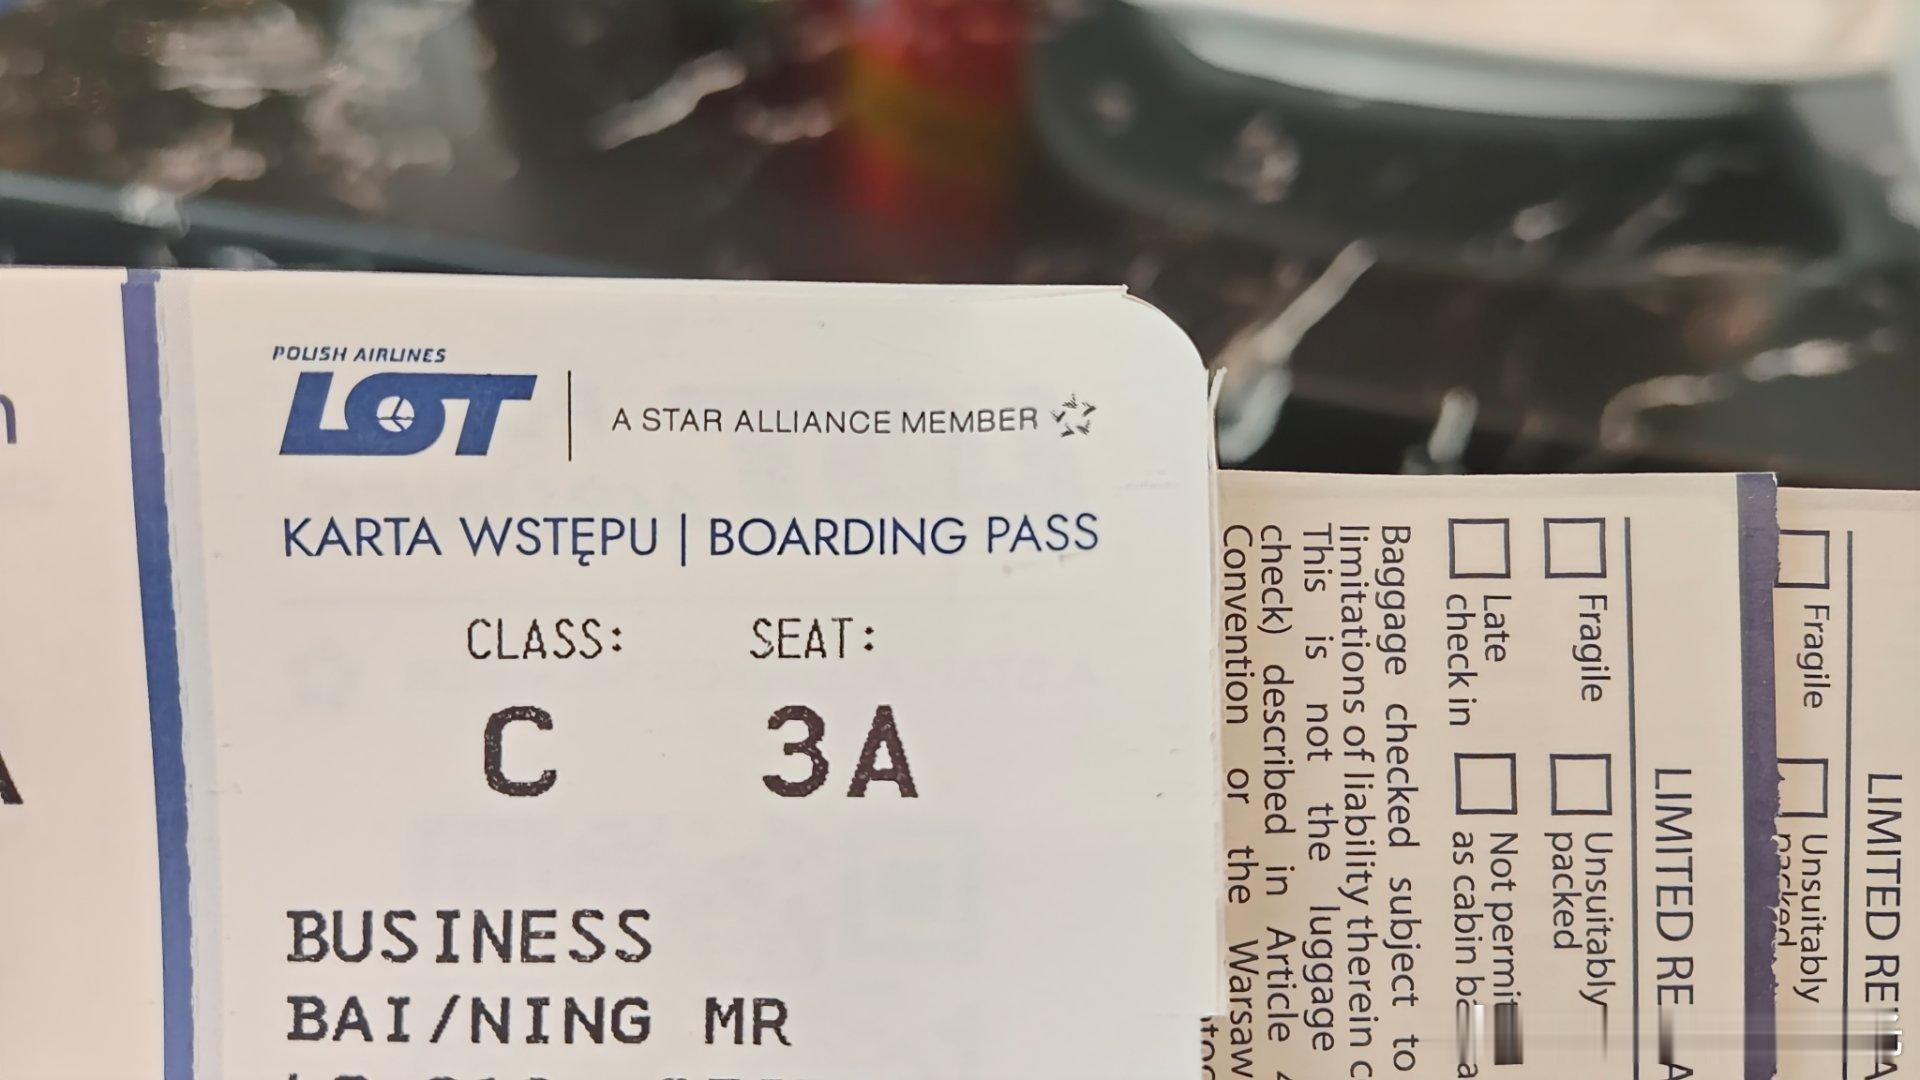 POLISH AIRLINES
LOT
A STAR ALLIANCE MEMBER
KARTA WSTĘPU | BOARDING PASS
CLASS: SEAT:
C 3A
BUSINESS
BAI/NING MR
LIMITED RE
Fragile
Unsuitably
packed
LIMITED RE
Fragile
Unsuitably
packed
Late
check in
Not permit
as cabin
Baggage checked subject to
limitations of liability therein
This is not the luggage
check) described in Article
Convention or the Warsaw